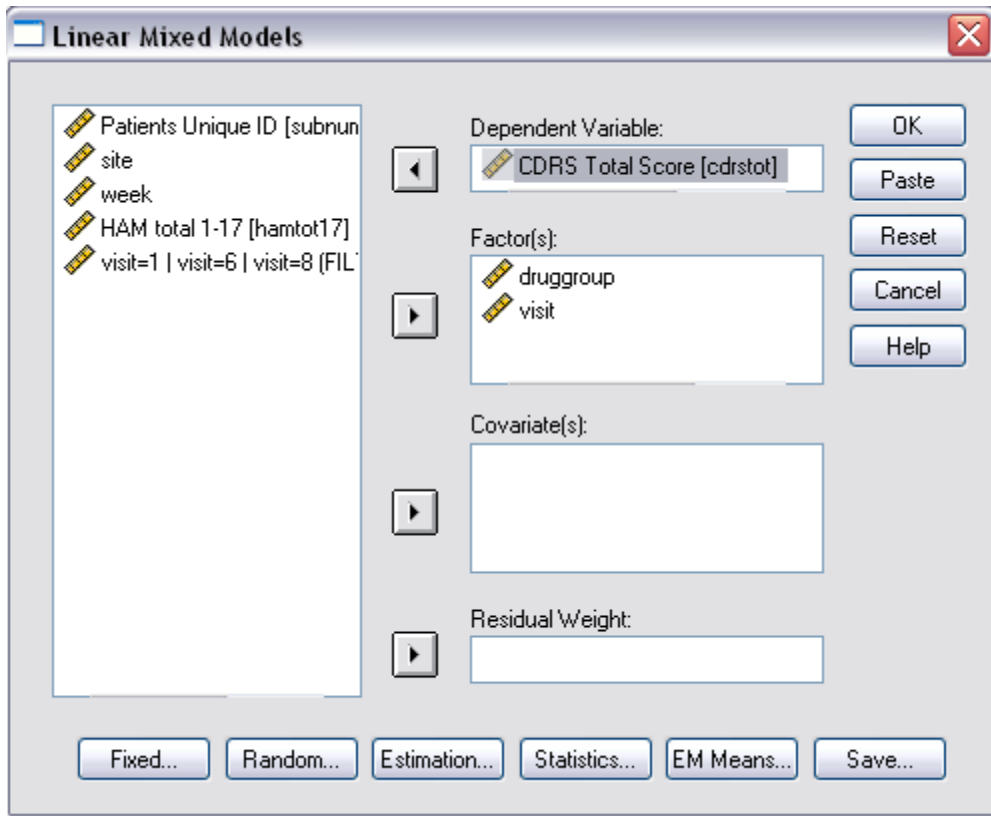 Linear Mixed Models
Patients Unique ID [subnun
site
week
HAM total 1-17 [hamtot17]
visit=1 | visit=6 | visit=8 (FIL
Dependent Variable:
CDRS Total Score [cdrstot]
Factor(s):
druggroup
visit
Covariate(s):
Residual Weight:
OK
Paste
Reset
Cancel
Help
Fixed...
Random...
Estimation...
Statistics...
EM Means...
Save...